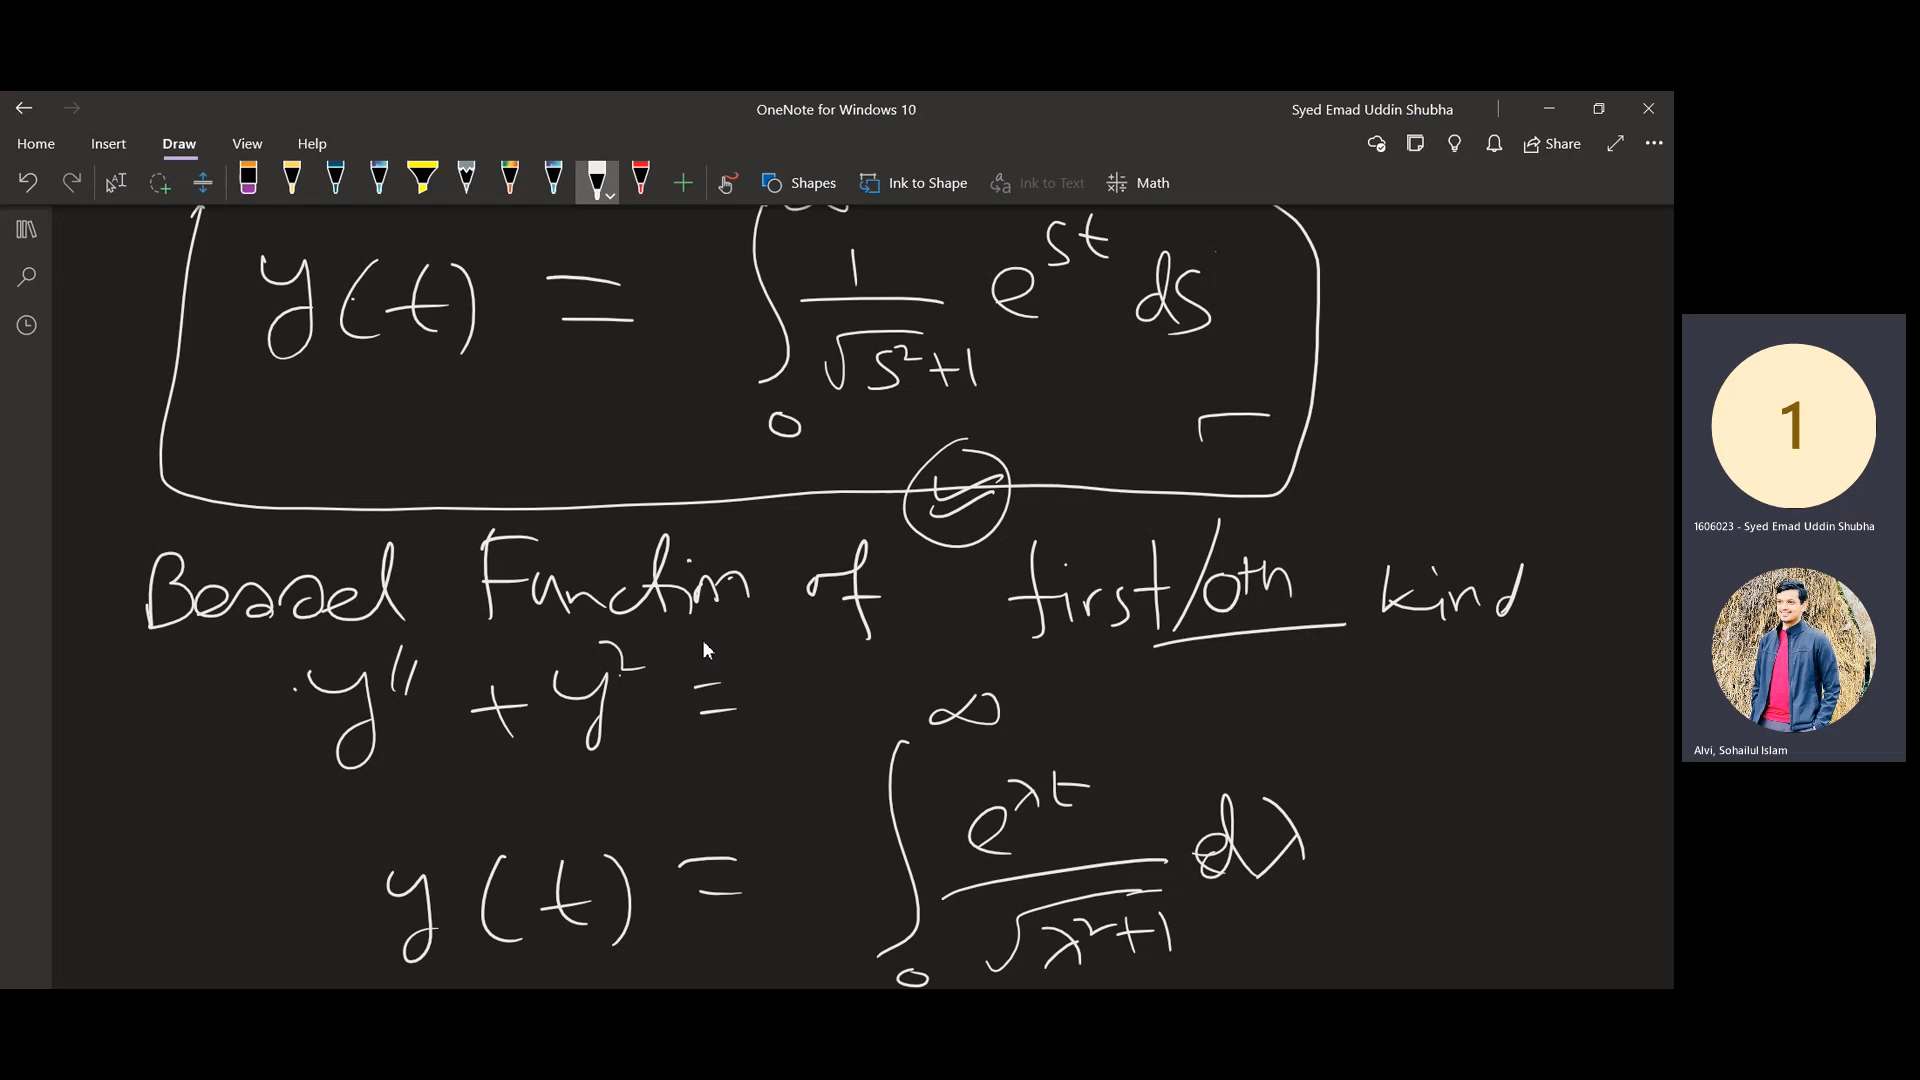 OneNote for Windows 10
Syed Emad Uddin Shubha
Home Insert Draw View Help
Share
Shapes Ink to Shape Ink to Text Math
y(t) = ∫₀^∞ 1/√(s²+1) e^{st} ds
Bessel Function of first/0th kind
y'' + y² =
y(t) = ∫₀^∞ e^{λt}/√(λ²+1) dλ
1
1606023 - Syed Emad Uddin Shubha
Alvi, Sohailul Islam